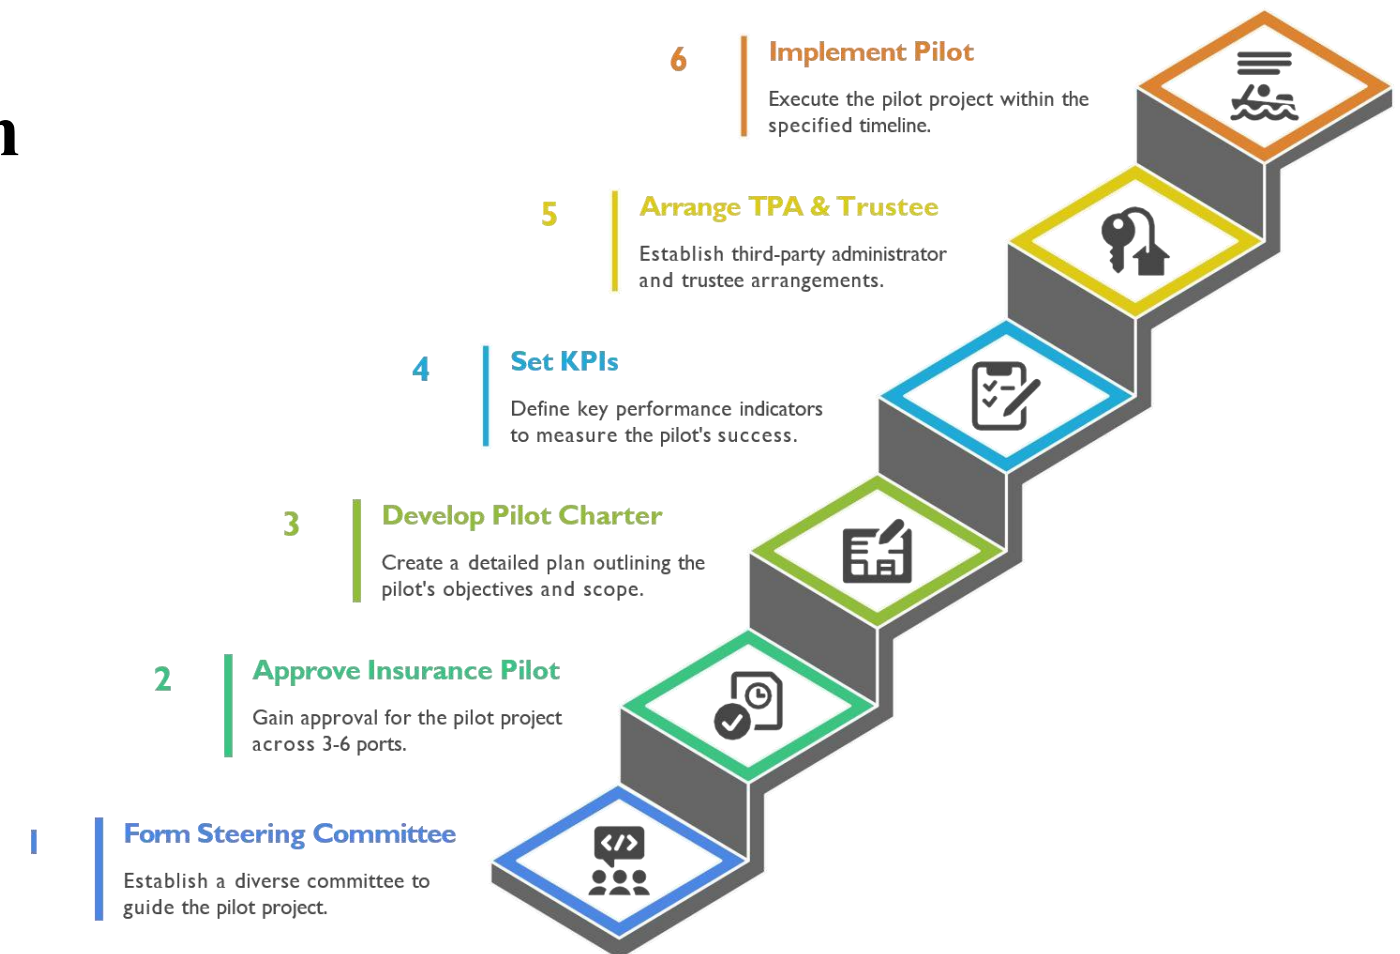 n
6
Implement Pilot
Execute the pilot project within the
specified timeline.
5
Arrange TPA & Trustee
Establish third-party administrator
and trustee arrangements.
4
Set KPIs
Define key performance indicators
to measure the pilot's success.
3
Develop Pilot Charter
Create a detailed plan outlining the
pilot's objectives and scope.
2
Approve Insurance Pilot
Gain approval for the pilot project
across 3-6 ports.
1
Form Steering Committee
Establish a diverse committee to
guide the pilot project.